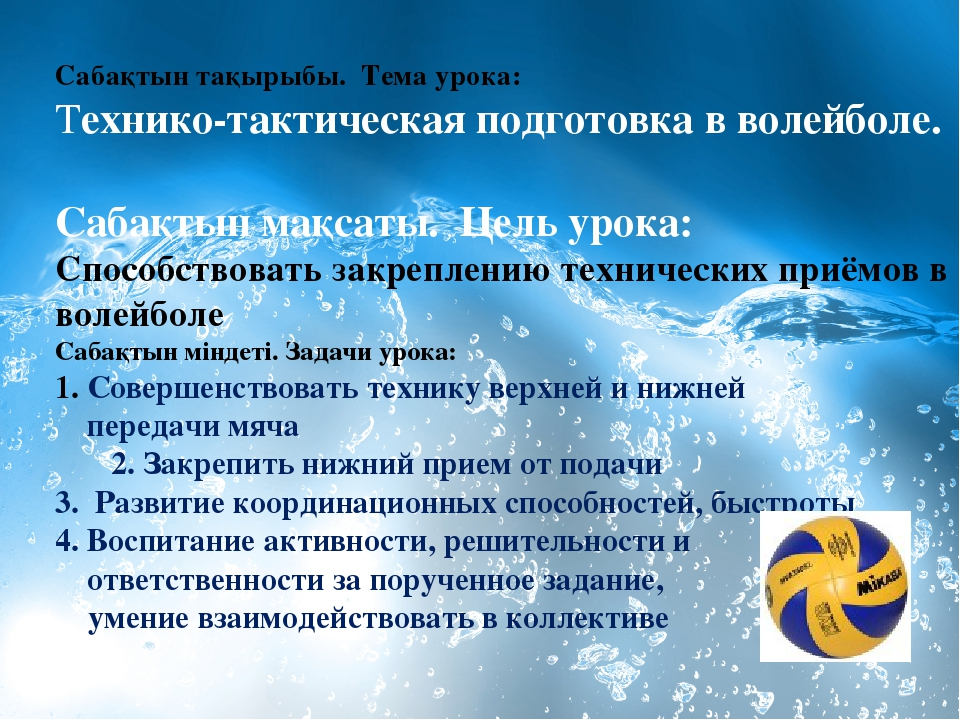 Сабақтын тақырыбы. Тема урока:
Технико-тактическая подготовка в волейболе.
Сабақтын мақсаты. Цель урока:
Способствовать закреплению технических приёмов в
волейболе
Сабақтын міндеті. Задачи урока:
1. Совершенствовать технику верхней и нижней
передачи мяча
2. Закрепить нижний прием от подачи
3. Развитие координационных способностей, быстроты
4. Воспитание активности, решительности и
ответственности за порученное задание,
умение взаимодействовать в коллективе
MIKASA